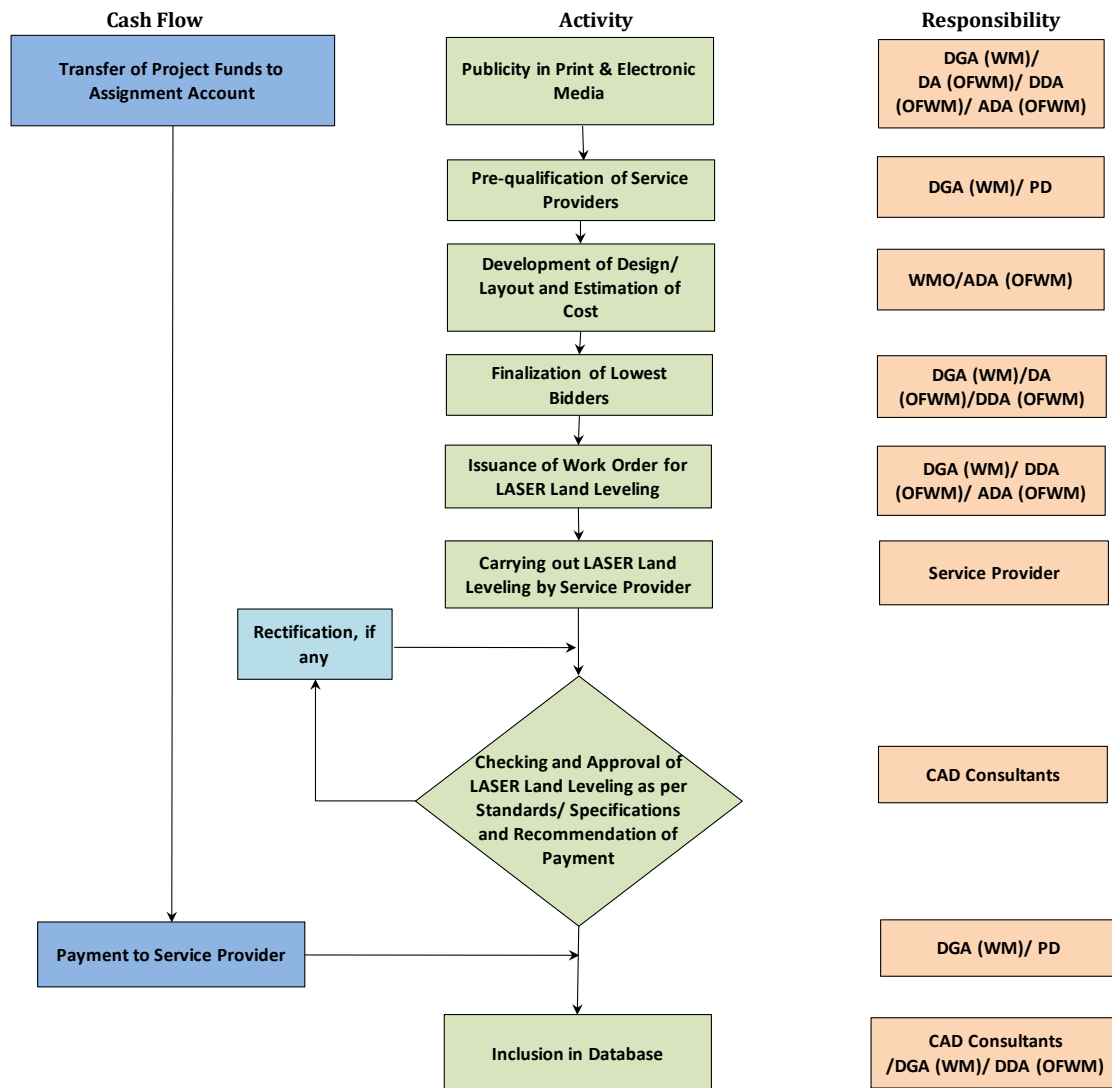 Cash Flow
Activity
Responsibility
Transfer of Project Funds to
Assignment Account
Publicity in Print & Electronic
Media
DGA (WM)/
DA (OFWM)/ DDA
(OFWM)/ ADA (OFWM)
Pre-qualification of Service
Providers
DGA (WM)/ PD
Development of Design/
Layout and Estimation of
Cost
WMO/ADA (OFWM)
Finalization of Lowest
Bidders
DGA (WM)/DA
(OFWM)/DDA (OFWM)
Issuance of Work Order for
LASER Land Leveling
DGA (WM)/ DDA
(OFWM)/ ADA (OFWM)
Carrying out LASER Land
Leveling by Service Provider
Service Provider
Rectification, if
any
Checking and Approval of
LASER Land Leveling as per
Standards/ Specifications
and Recommendation of
Payment
CAD Consultants
Payment to Service Provider
DGA (WM)/ PD
Inclusion in Database
CAD Consultants
/DGA (WM)/ DDA (OFWM)